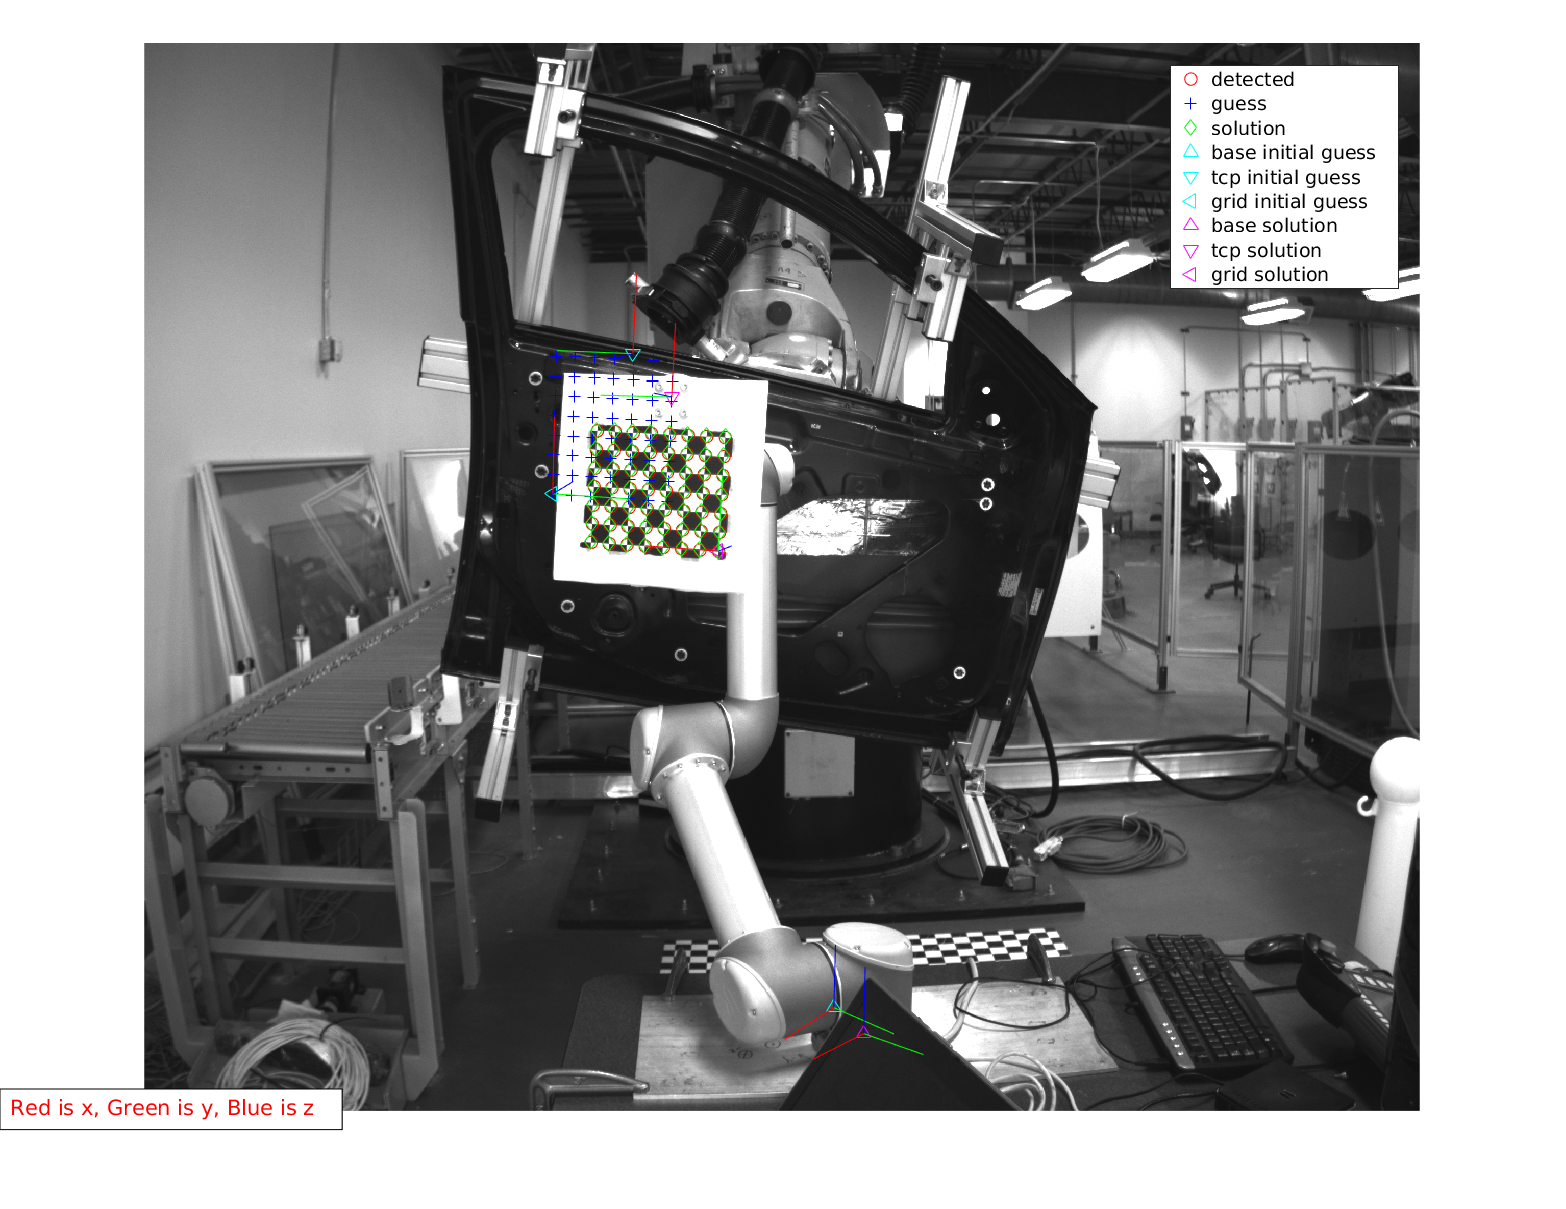 detected
guess
solution
base initial guess
tcp initial guess
grid initial guess
base solution
tcp solution
grid solution
Red is x, Green is y, Blue is z